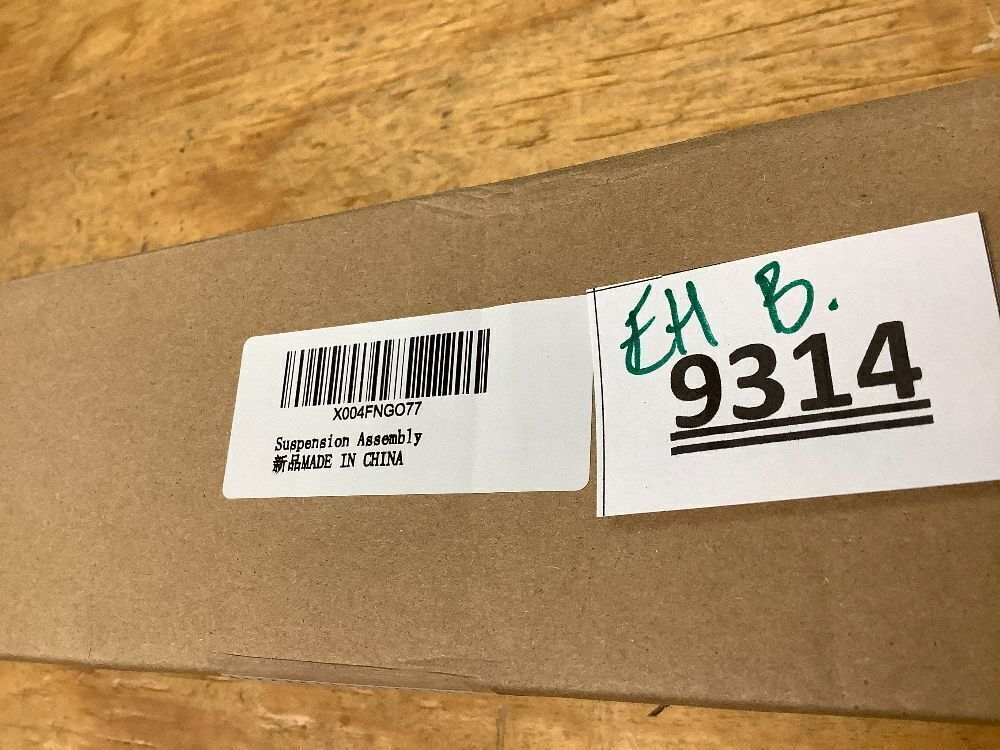 X004FNGO77
Suspension Assembly
新品MADE IN CHINA
EH B.
9314